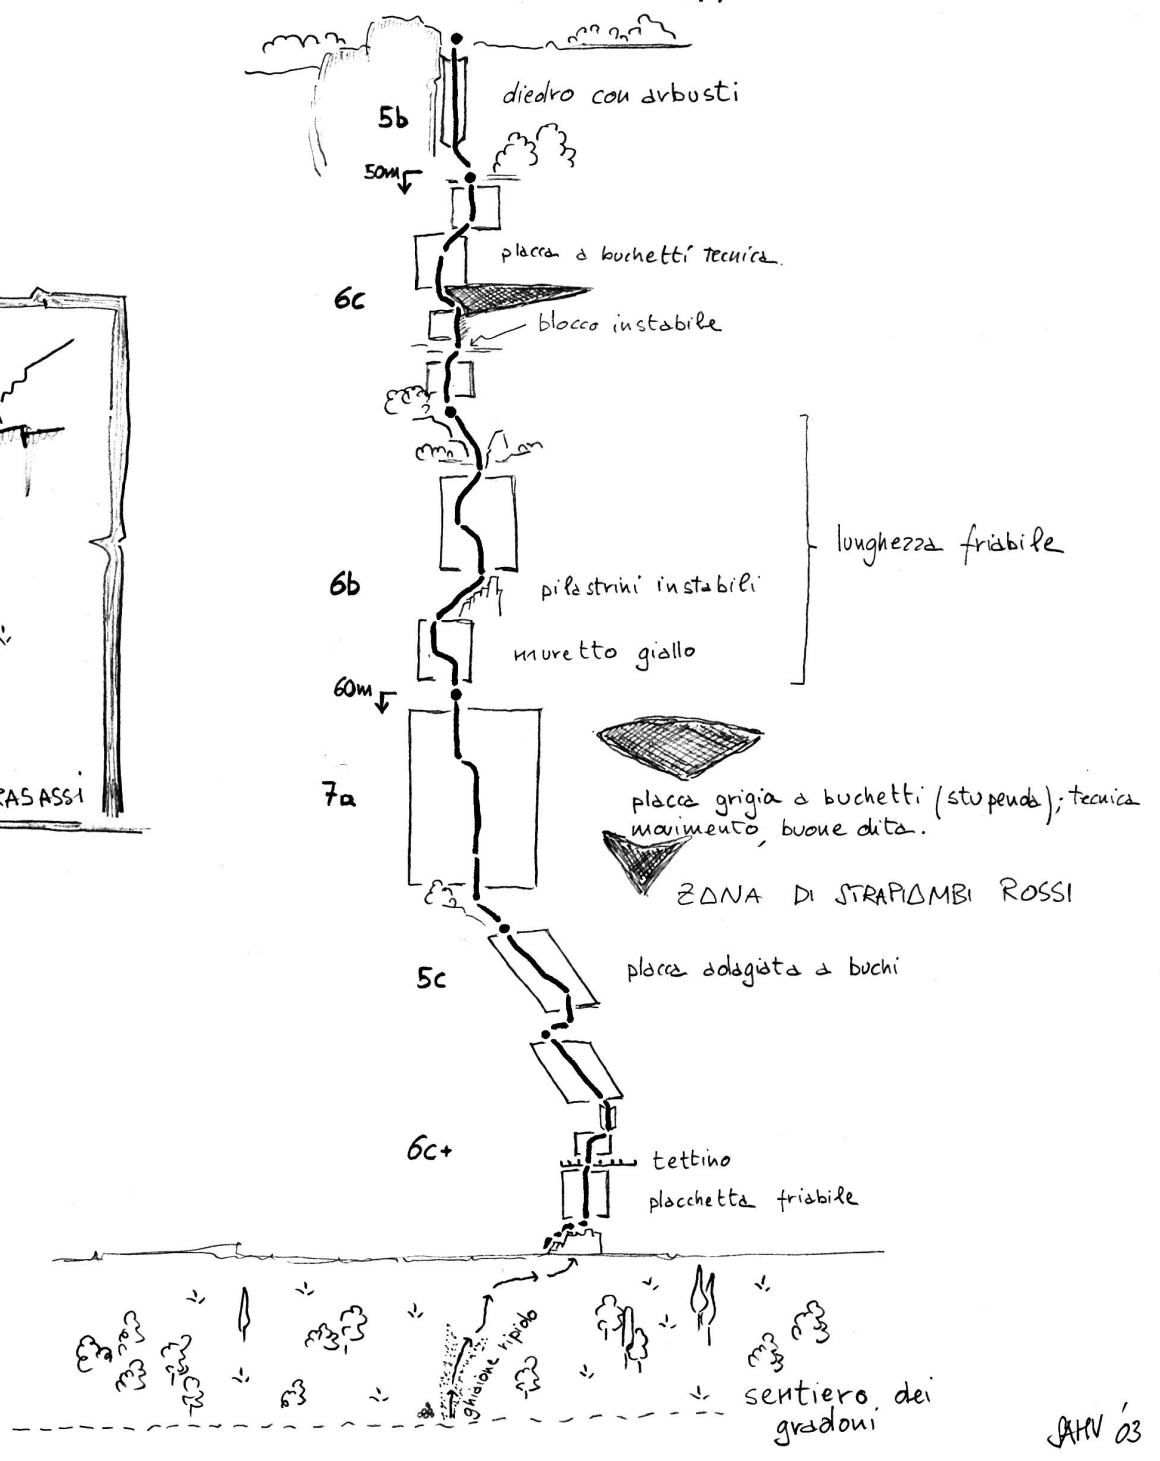 diedro con arbusti
5b
50m
placca a buchetti tecnica.
6c
blocco instabile
lunghezza friabile
6b
pilastrini instabili
muretto giallo
60m
7a
placca grigia a buchetti (stupenda); tecnica
movimento, buone dita.
ZONA DI STRAPIOMBI ROSSI
5c
placca adagiata a buchi
6c+
tettino
placchetta friabile
ghiaione ripido
sentiero dei
gradoni
'03